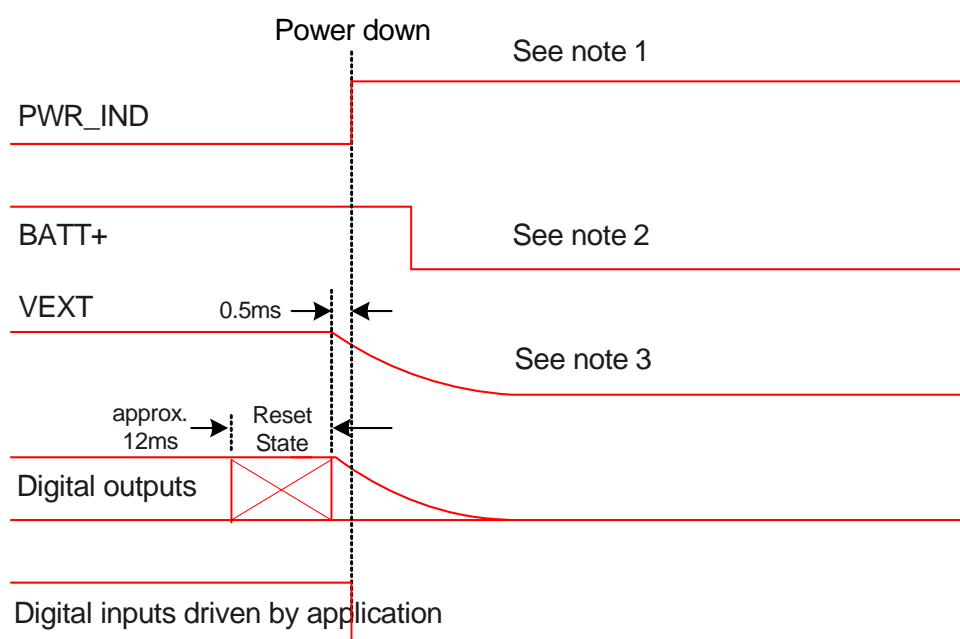 Power down
See note 1
PWR_IND
BATT+
See note 2
VEXT
0.5ms
See note 3
approx.
12ms
Reset
State
Digital outputs
Digital inputs driven by application